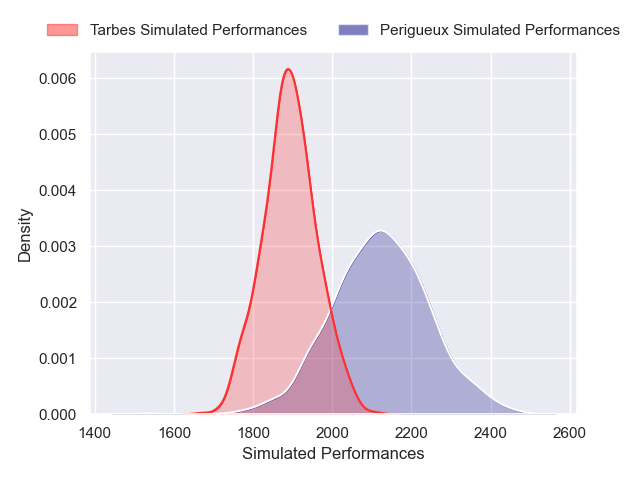 Tarbes Simulated Performances
Perigueux Simulated Performances
0.006
0.005
0.004
0.003
0.002
0.001
0.000
Density
1400 1600 1800 2000 2200 2400 2600
Simulated Performances